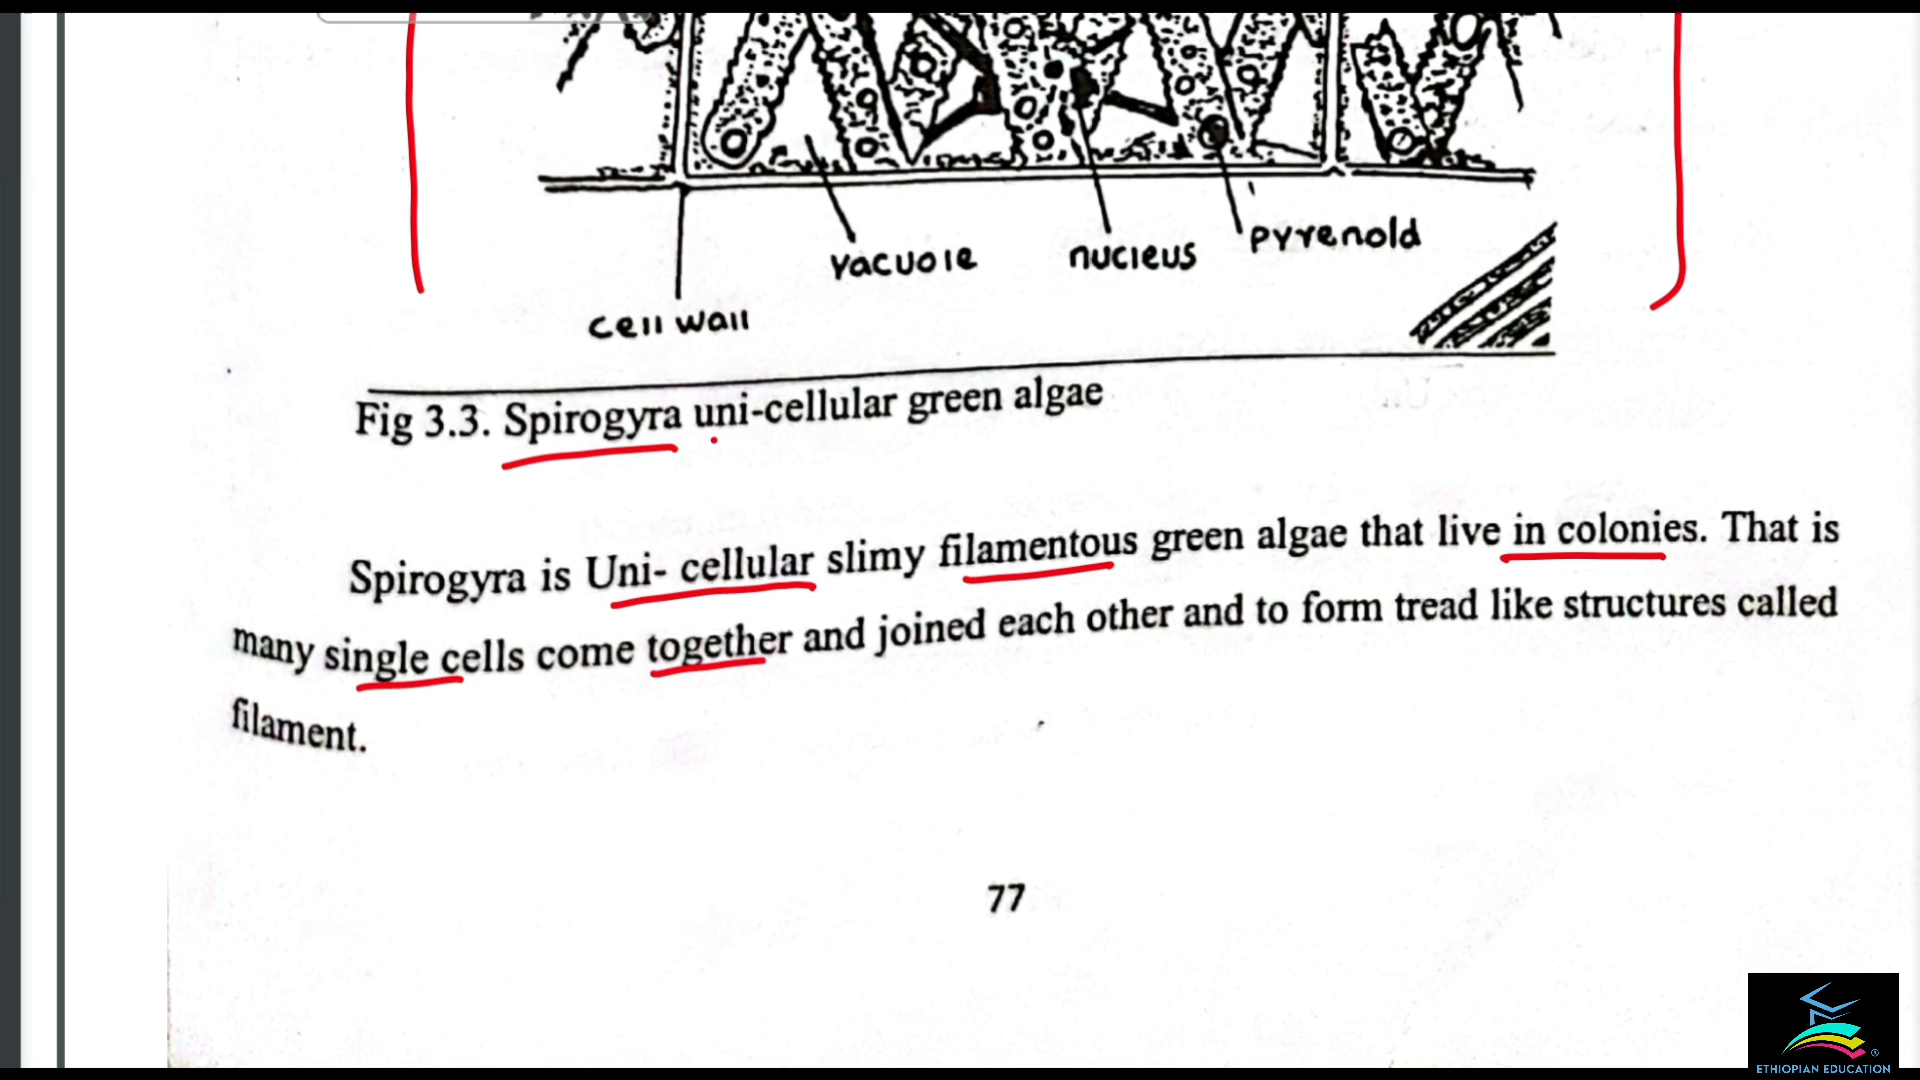 vacuole
nucleus
pyrenold
cell wall
Fig 3.3. Spirogyra uni-cellular green algae
Spirogyra is Uni- cellular slimy filamentous green algae that live in colonies. That is
many single cells come together and joined each other and to form tread like structures called
filament.
77
ETHIOPIAN EDUCATION